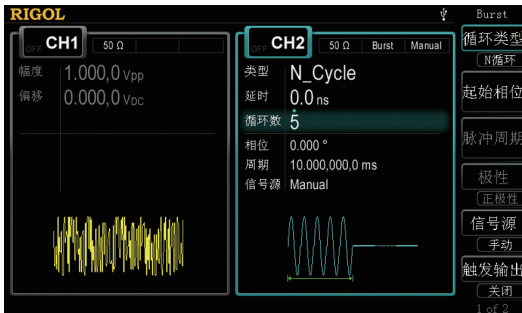 RIGOL
Burst
OFF CH1 50 Ω
幅度 1.000,0 Vpp
偏移 0.000,0 VDC
OFF CH2 50 Ω Burst Manual
类型 N_Cycle
延时 0.0 ns
循环数 5
相位 0.000 °
周期 10.000,000,0 ms
信号源 Manual
循环类型
N循环
起始相位
脉冲周期
极性
正极性
信号源
手动
触发输出
关闭
1 of 2